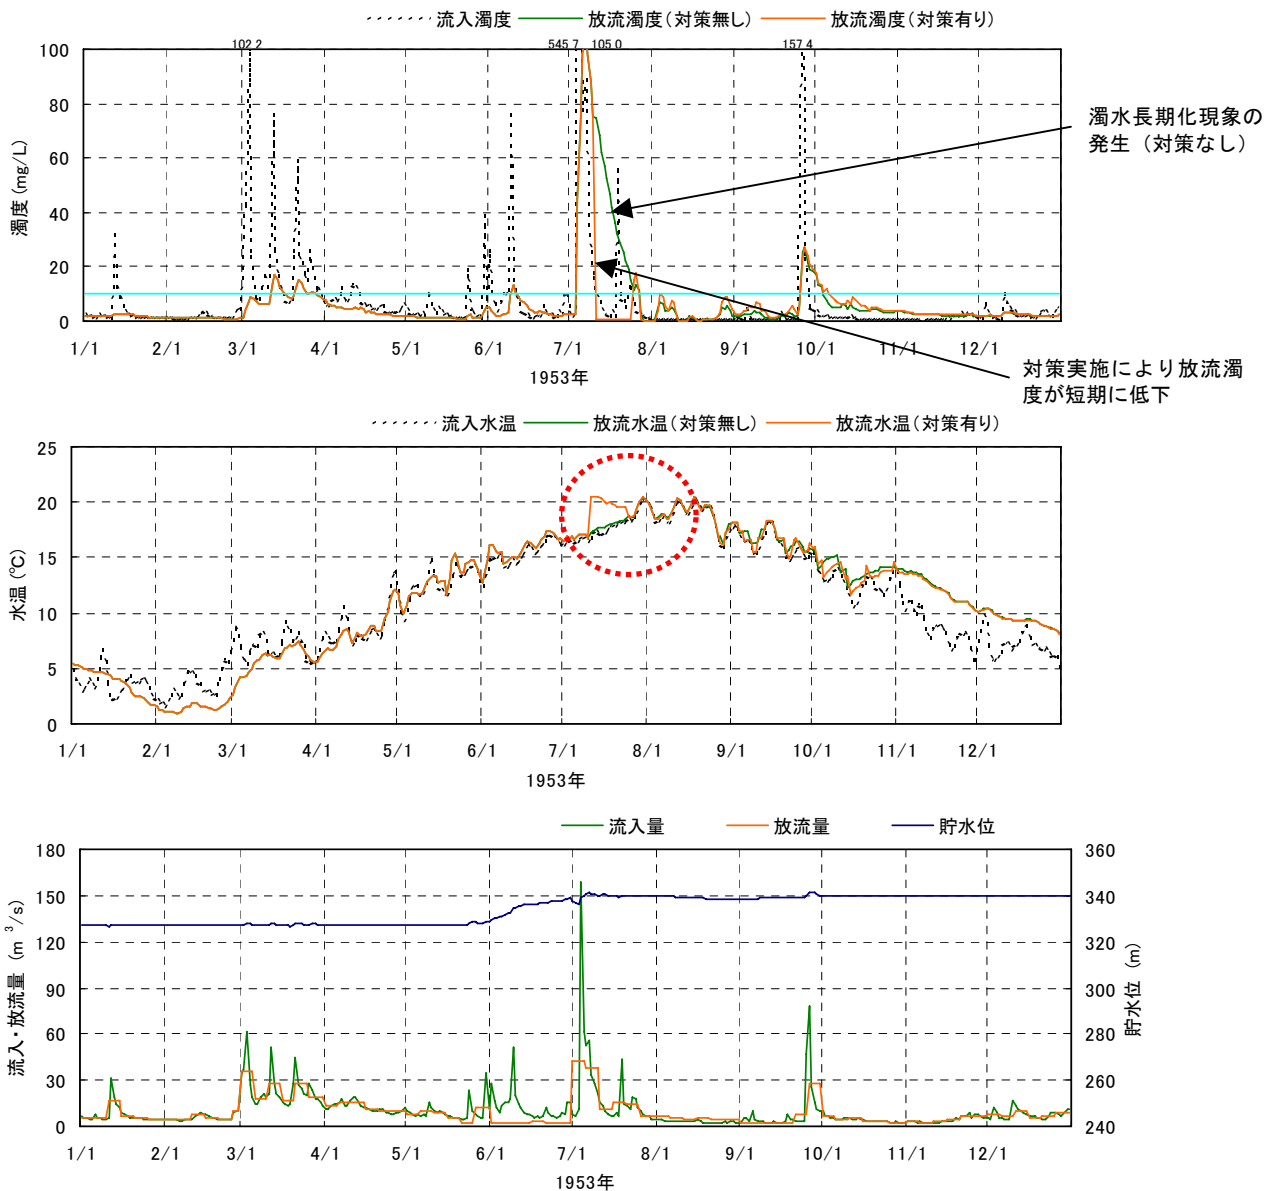 流入濁度 放流濁度(対策無し) 放流濁度(対策有り)
102.2 545.7 105.0 157.4
100
80
60
40
20
0
濁度(mg/L)
1/1 2/1 3/1 4/1 5/1 6/1 7/1 8/1 9/1 10/1 11/1 12/1
1953年
濁水長期化現象の
発生（対策なし）
対策実施により放流濁
度が短期に低下
流入水温 放流水温(対策無し) 放流水温(対策有り)
25
20
15
10
5
0
水温(℃)
1/1 2/1 3/1 4/1 5/1 6/1 7/1 8/1 9/1 10/1 11/1 12/1
1953年
流入量 放流量 貯水位
180
150
120
90
60
30
0
流入・放流量 (m³/s)
360
340
320
300
280
260
240
貯水位 (m)
1/1 2/1 3/1 4/1 5/1 6/1 7/1 8/1 9/1 10/1 11/1 12/1
1953年